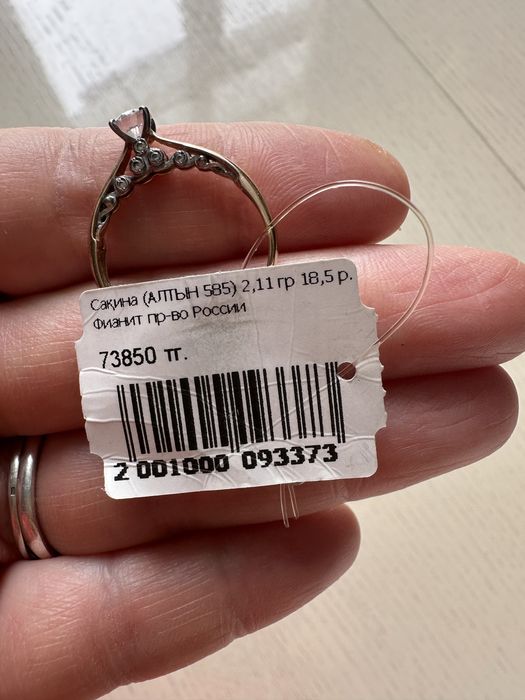 Сакина (АЛТЫН 585) 2,11 гр 18,5 р.
Фианит пр-во России
73850 тг.
2 001000 093373